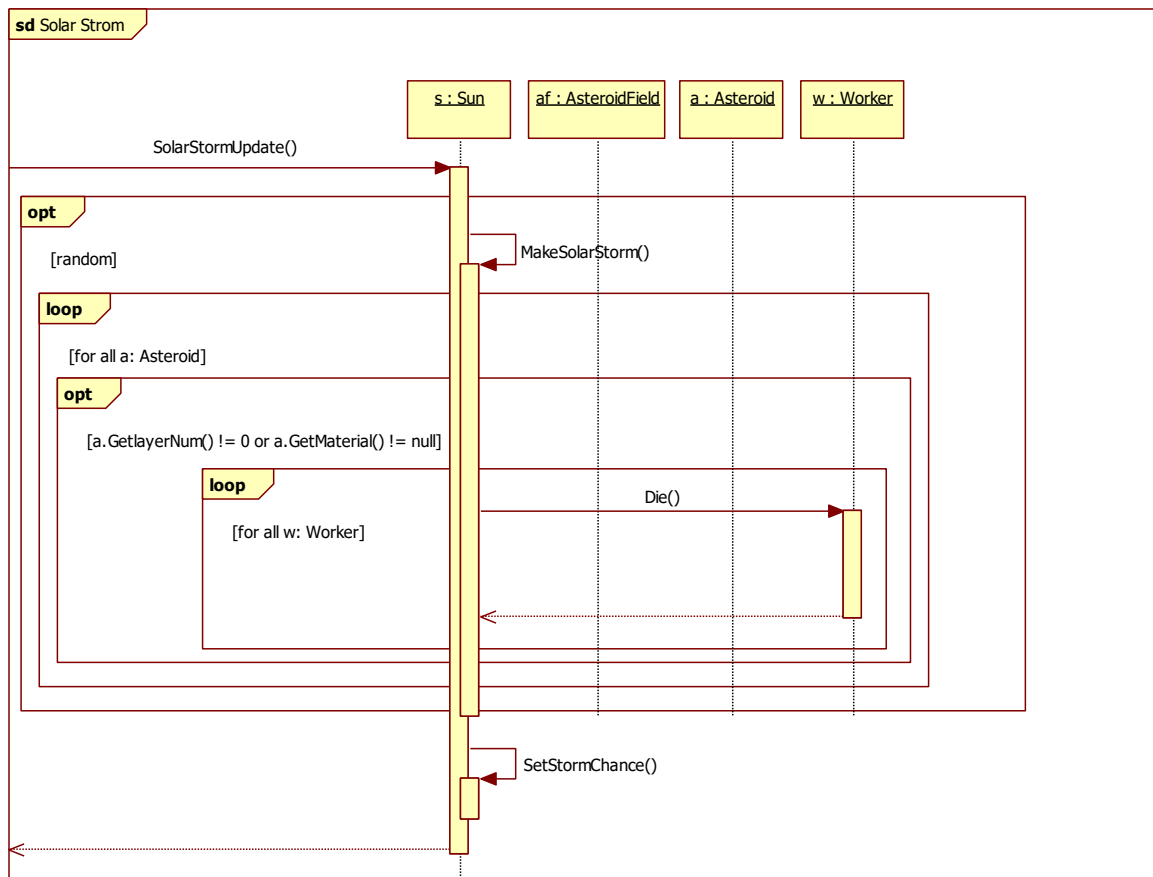 sd Solar Strom
s : Sun
af : AsteroidField
a : Asteroid
w : Worker
SolarStormUpdate()
opt
MakeSolarStorm()
[random]
loop
[for all a: Asteroid]
opt
[a.GetlayerNum() != 0 or a.GetMaterial() != null]
loop
Die()
[for all w: Worker]
SetStormChance()